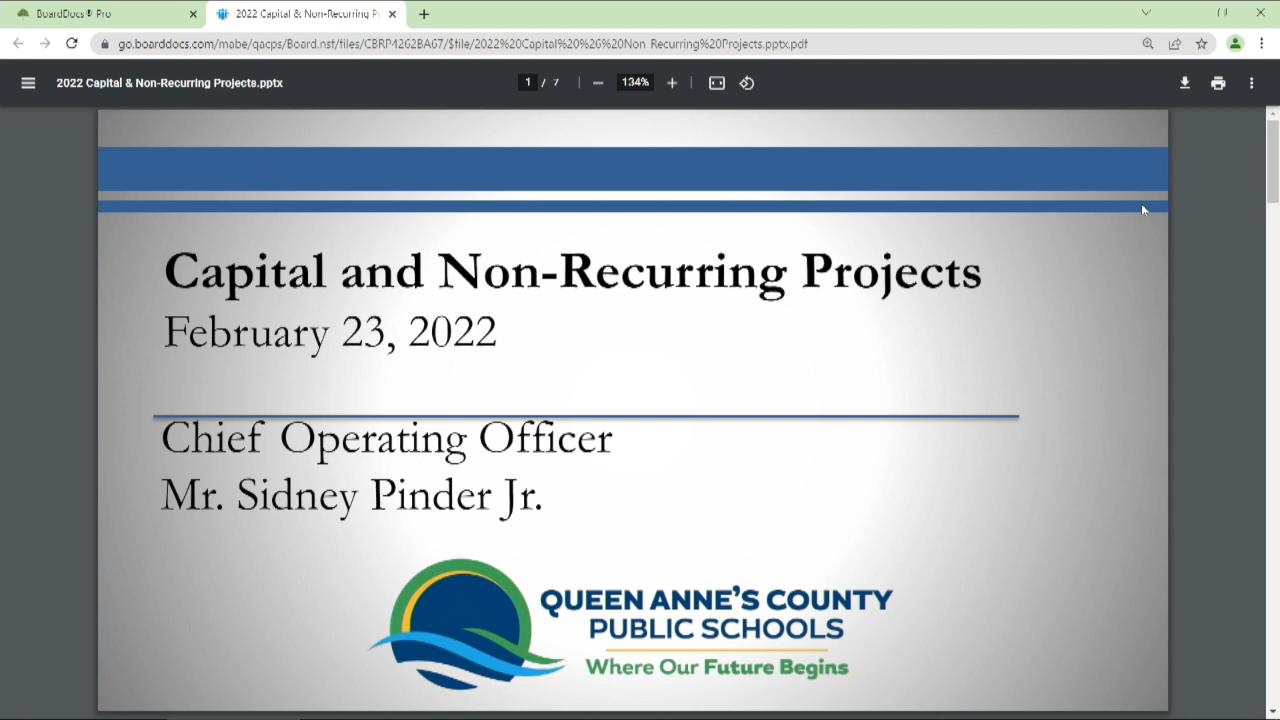 BoardDocs® Pro
2022 Capital & Non-Recurring Pr
go.boarddocs.com/mabe/qacps/Board.nsf/files/CBRP4262BA67/$file/2022%20Capital%20%26%20Non Recurring%20Projects.pptx.pdf
2022 Capital & Non-Recurring Projects.pptx
1 / 7
134%
Capital and Non-Recurring Projects
February 23, 2022
Chief Operating Officer
Mr. Sidney Pinder Jr.
QUEEN ANNE'S COUNTY
PUBLIC SCHOOLS
Where Our Future Begins